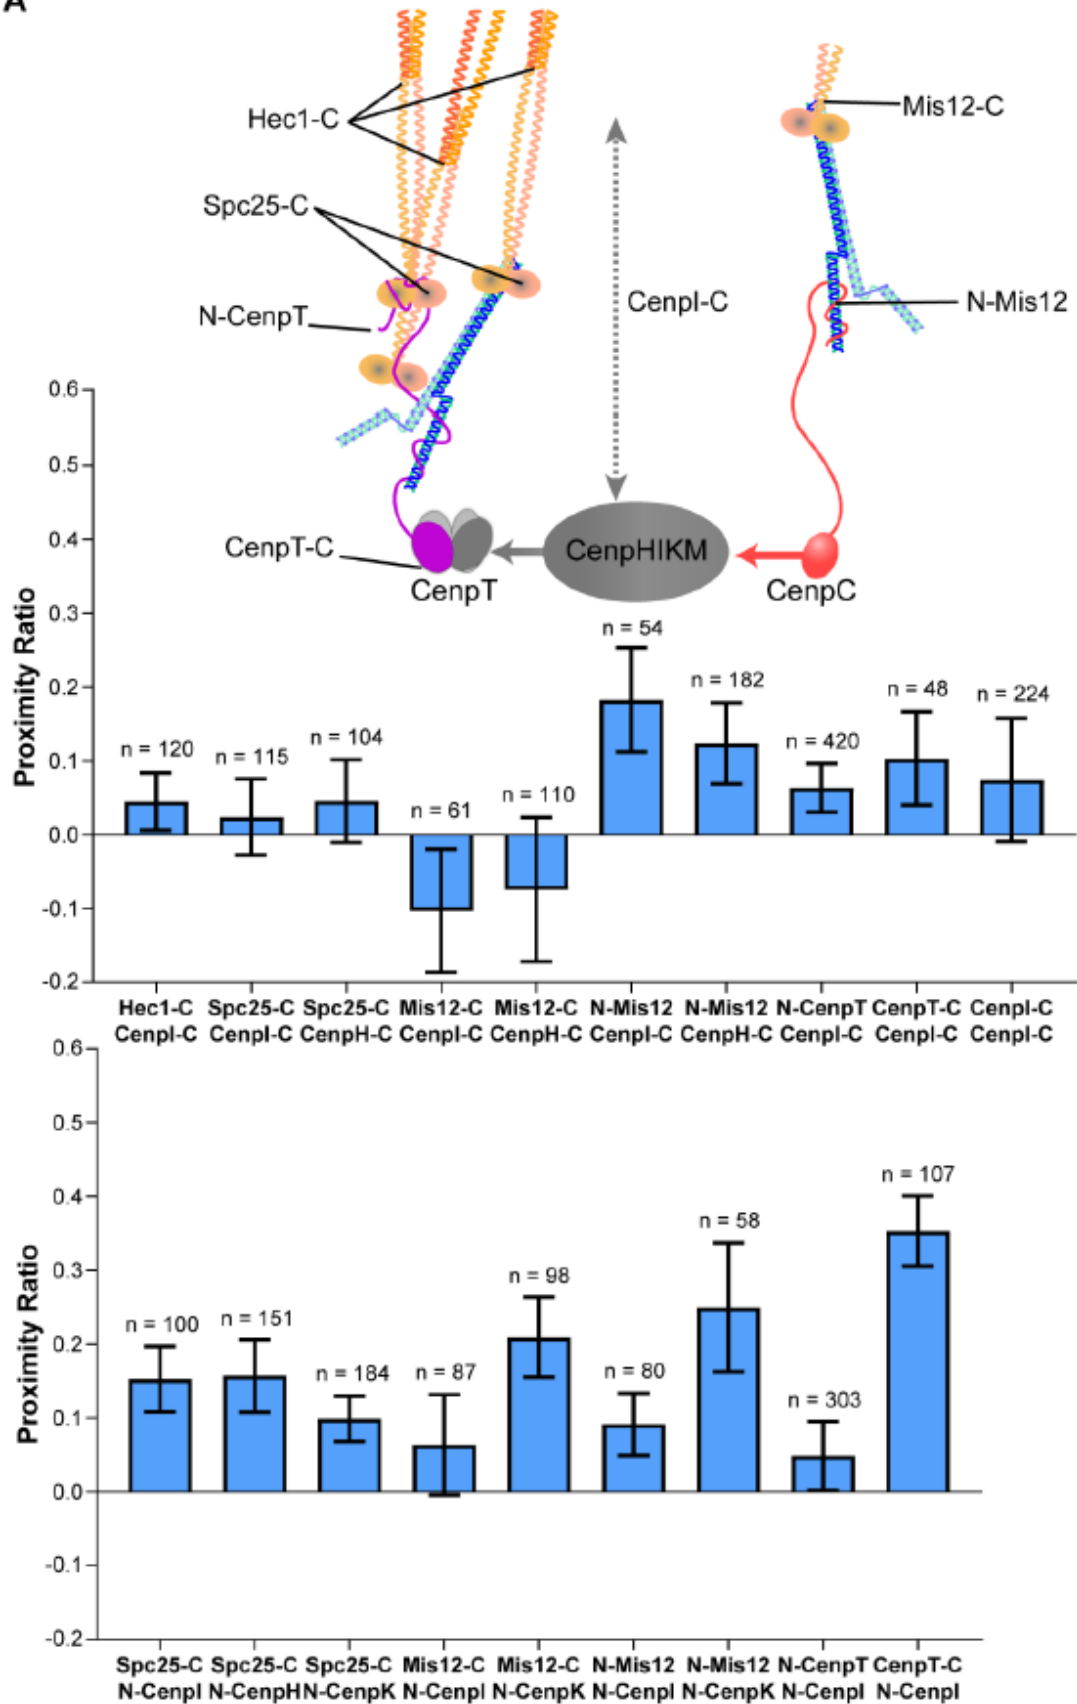 A
Hec1-C
Mis12-C
Spc25-C
CenpI-C
N-Mis12
N-CenpT
CenpT-C
CenpHIKM
CenpT
CenpC
Proximity Ratio
0.6
0.5
0.4
0.3
0.2
0.1
0.0
-0.1
-0.2
n = 120
n = 115
n = 104
n = 61
n = 110
n = 54
n = 182
n = 420
n = 48
n = 224
Hec1-C Spc25-C Spc25-C Mis12-C Mis12-C N-Mis12 N-Mis12 N-CenpT CenpT-C CenpI-C
CenpI-C CenpI-C CenpH-C CenpI-C CenpH-C CenpI-C CenpH-C CenpI-C CenpI-C CenpI-C
Proximity Ratio
0.6
0.5
0.4
0.3
0.2
0.1
0.0
-0.1
-0.2
n = 100
n = 151
n = 184
n = 87
n = 98
n = 80
n = 58
n = 303
n = 107
Spc25-C Spc25-C Spc25-C Mis12-C Mis12-C N-Mis12 N-Mis12 N-CenpT CenpT-C
N-CenpI N-CenpH N-CenpK N-CenpI N-CenpK N-CenpI N-CenpK N-CenpI N-CenpI